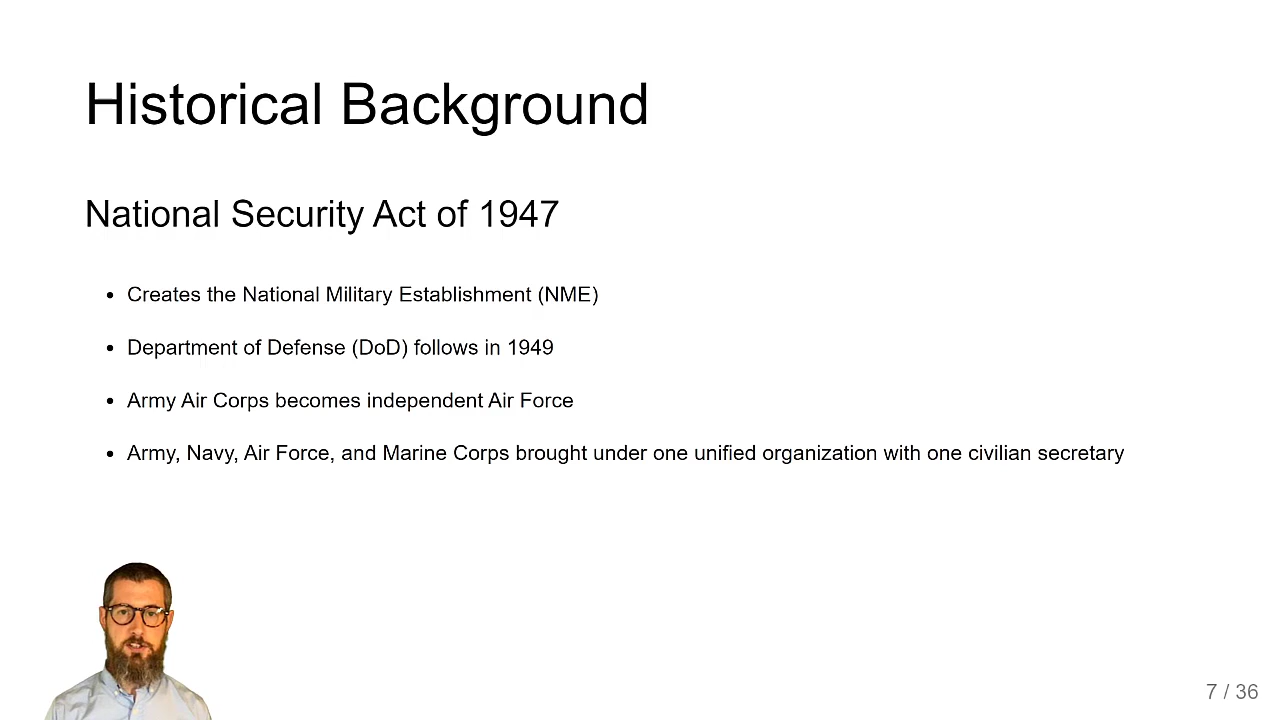 Historical Background
National Security Act of 1947
• Creates the National Military Establishment (NME)
• Department of Defense (DoD) follows in 1949
• Army Air Corps becomes independent Air Force
• Army, Navy, Air Force, and Marine Corps brought under one unified organization with one civilian secretary
7 / 36